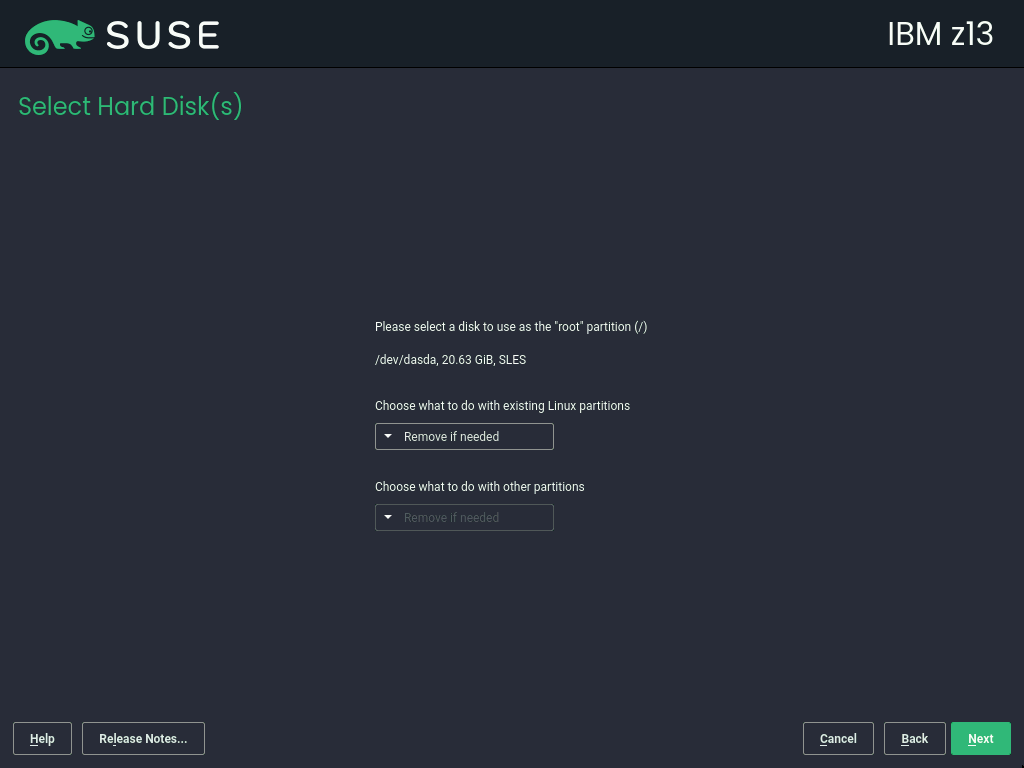 SUSE
IBM z13
Select Hard Disk(s)
Please select a disk to use as the "root" partition (/)
/dev/dasda, 20.63 GiB, SLES
Choose what to do with existing Linux partitions
Remove if needed
Choose what to do with other partitions
Remove if needed
Help
Release Notes...
Cancel
Back
Next